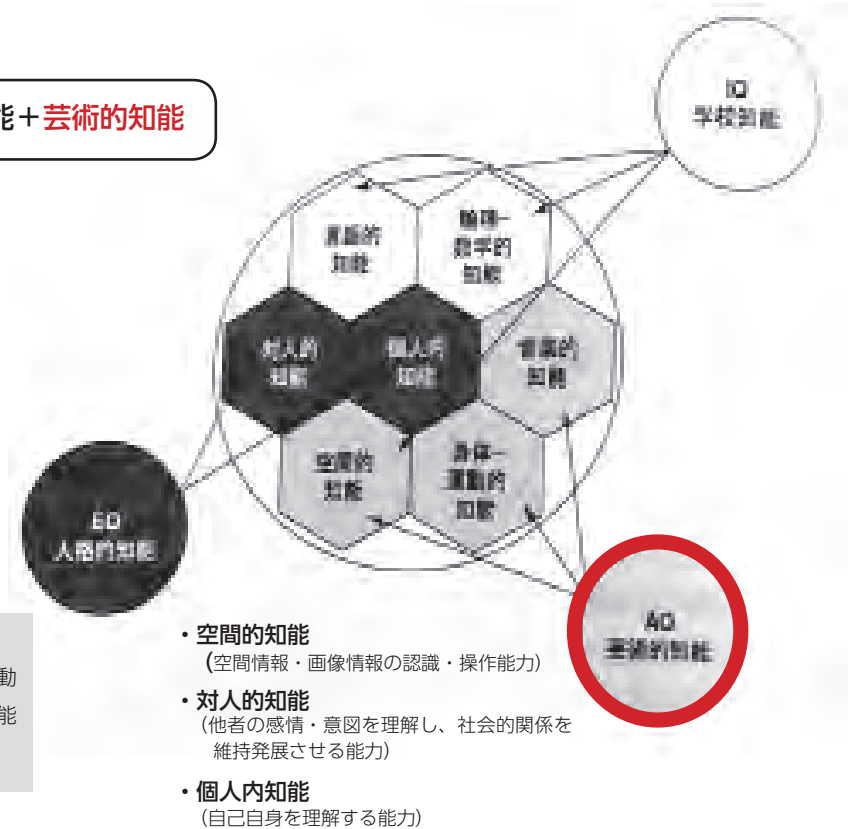 能＋芸術的知能
IQ
学校知能
言語的
知能
論理−
数学的
知能
対人的
知能
個人内
知能
音楽的
知能
空間的
知能
身体−
運動的
知能
EQ
人格的知能
AQ
芸術的知能
動
能
・空間的知能
(空間情報・画像情報の認識・操作能力）
・対人的知能
（他者の感情・意図を理解し、社会的関係を
維持発展させる能力）
・個人内知能
（自己自身を理解する能力）